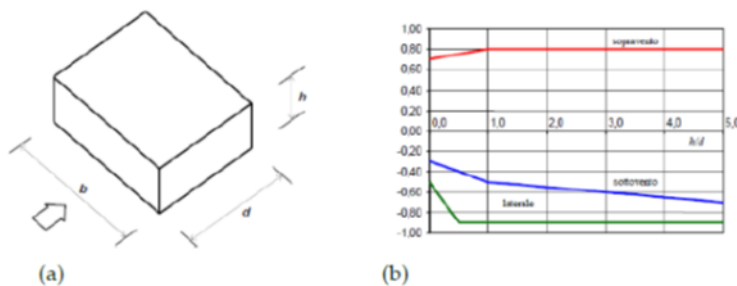 h
b
d
(a)
1,00
0,80
0,60
0,40
0,20
0,00
-0,20
-0,40
-0,60
-0,80
-1,00
0,0
1,0
2,0
3,0
4,0
5,0
h/d
sopravento
sottovento
laterale
(b)